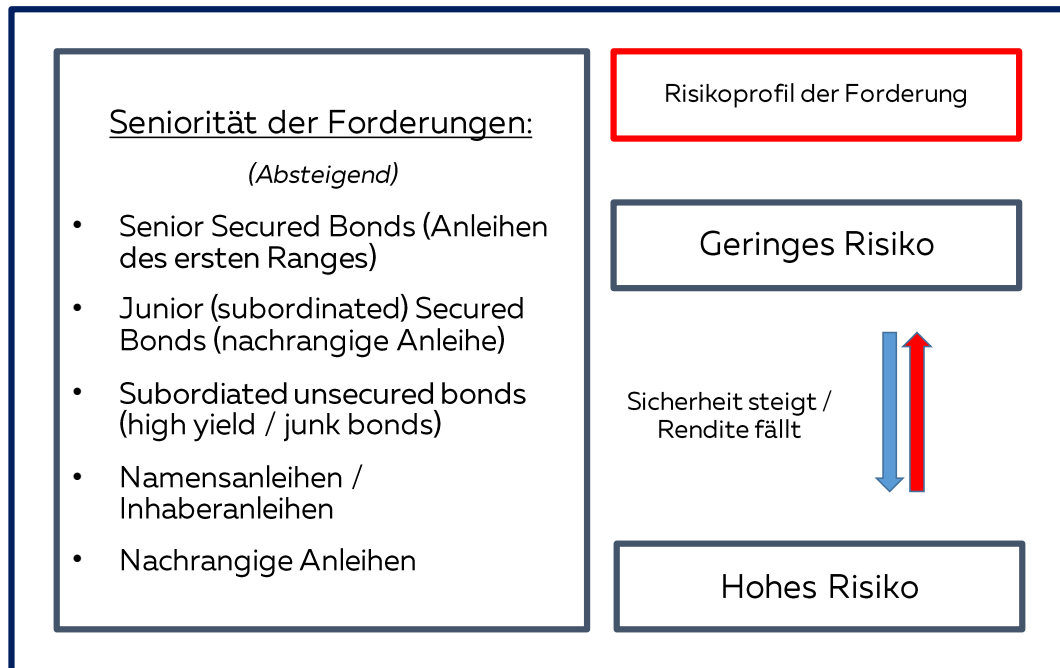 Seniorität der Forderungen:
(Absteigend)
• Senior Secured Bonds (Anleihen
des ersten Ranges)
• Junior (subordinated) Secured
Bonds (nachrangige Anleihe)
• Subordiated unsecured bonds
(high yield / junk bonds)
• Namensanleihen /
Inhaberanleihen
• Nachrangige Anleihen
Risikoprofil der Forderung
Geringes Risiko
Sicherheit steigt /
Rendite fällt
Hohes Risiko